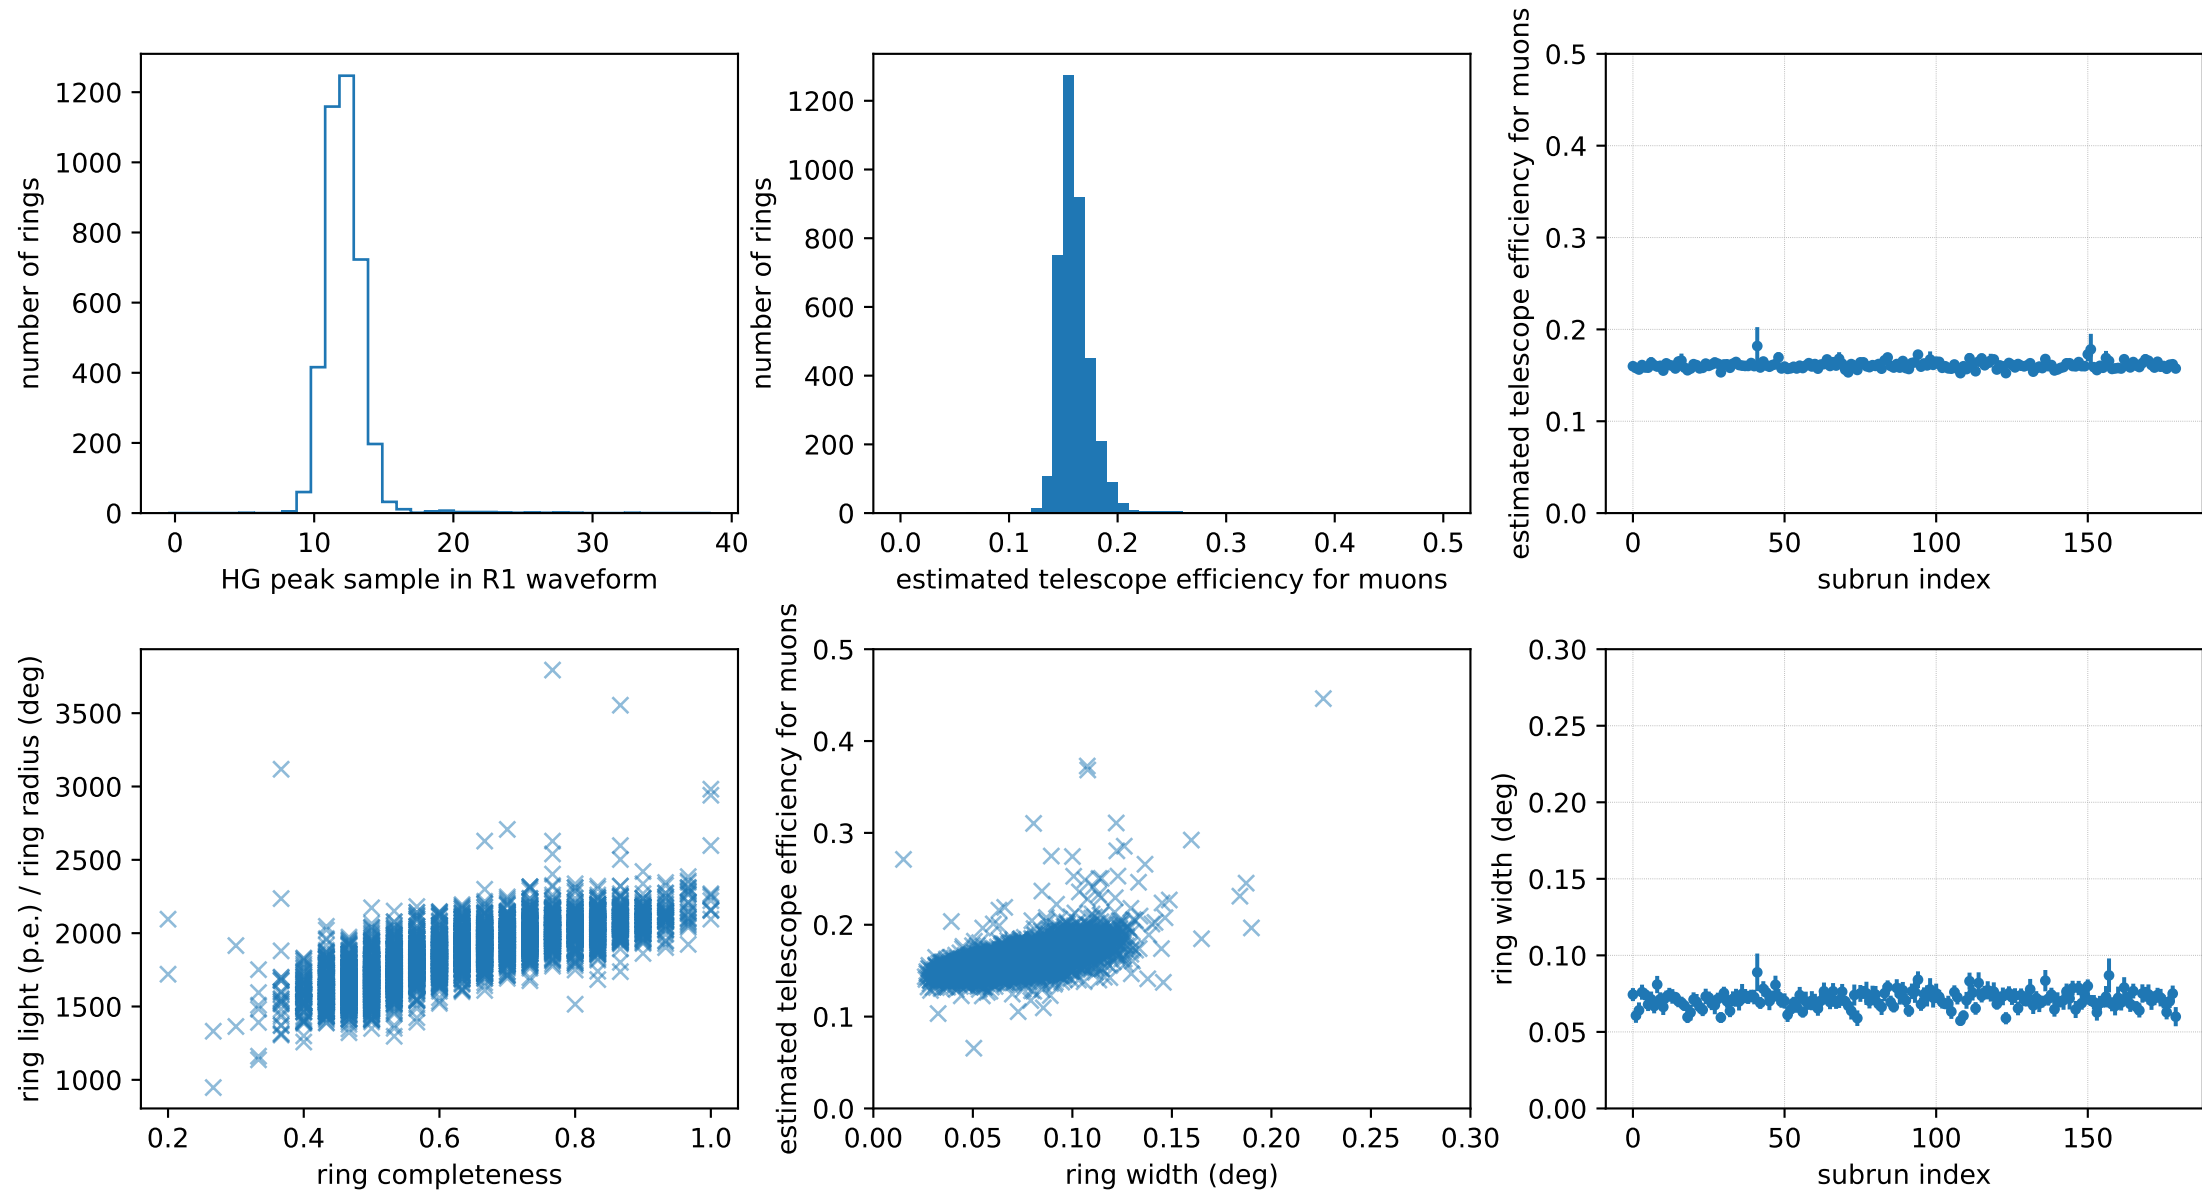 number of rings
1200
1000
800
600
400
200
0
0 10 20 30 40
HG peak sample in R1 waveform
number of rings
1200
1000
800
600
400
200
0
0.0 0.1 0.2 0.3 0.4 0.5
estimated telescope efficiency for muons
estimated telescope efficiency for muons
0.5
0.4
0.3
0.2
0.1
0.0
0 50 100 150
subrun index
ring light (p.e.) / ring radius (deg)
3500
3000
2500
2000
1500
1000
0.2 0.4 0.6 0.8 1.0
ring completeness
estimated telescope efficiency for muons
0.5
0.4
0.3
0.2
0.1
0.0
0.00 0.05 0.10 0.15 0.20 0.25 0.30
ring width (deg)
ring width (deg)
0.30
0.25
0.20
0.15
0.10
0.05
0.00
0 50 100 150
subrun index